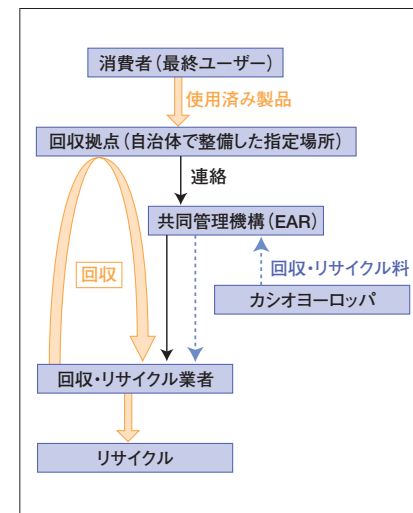 消費者（最終ユーザー）
使用済み製品
回収拠点（自治体で整備した指定場所）
連絡
共同管理機構（EAR）
回収・リサイクル料
回収
カシオヨーロッパ
回収・リサイクル業者
リサイクル